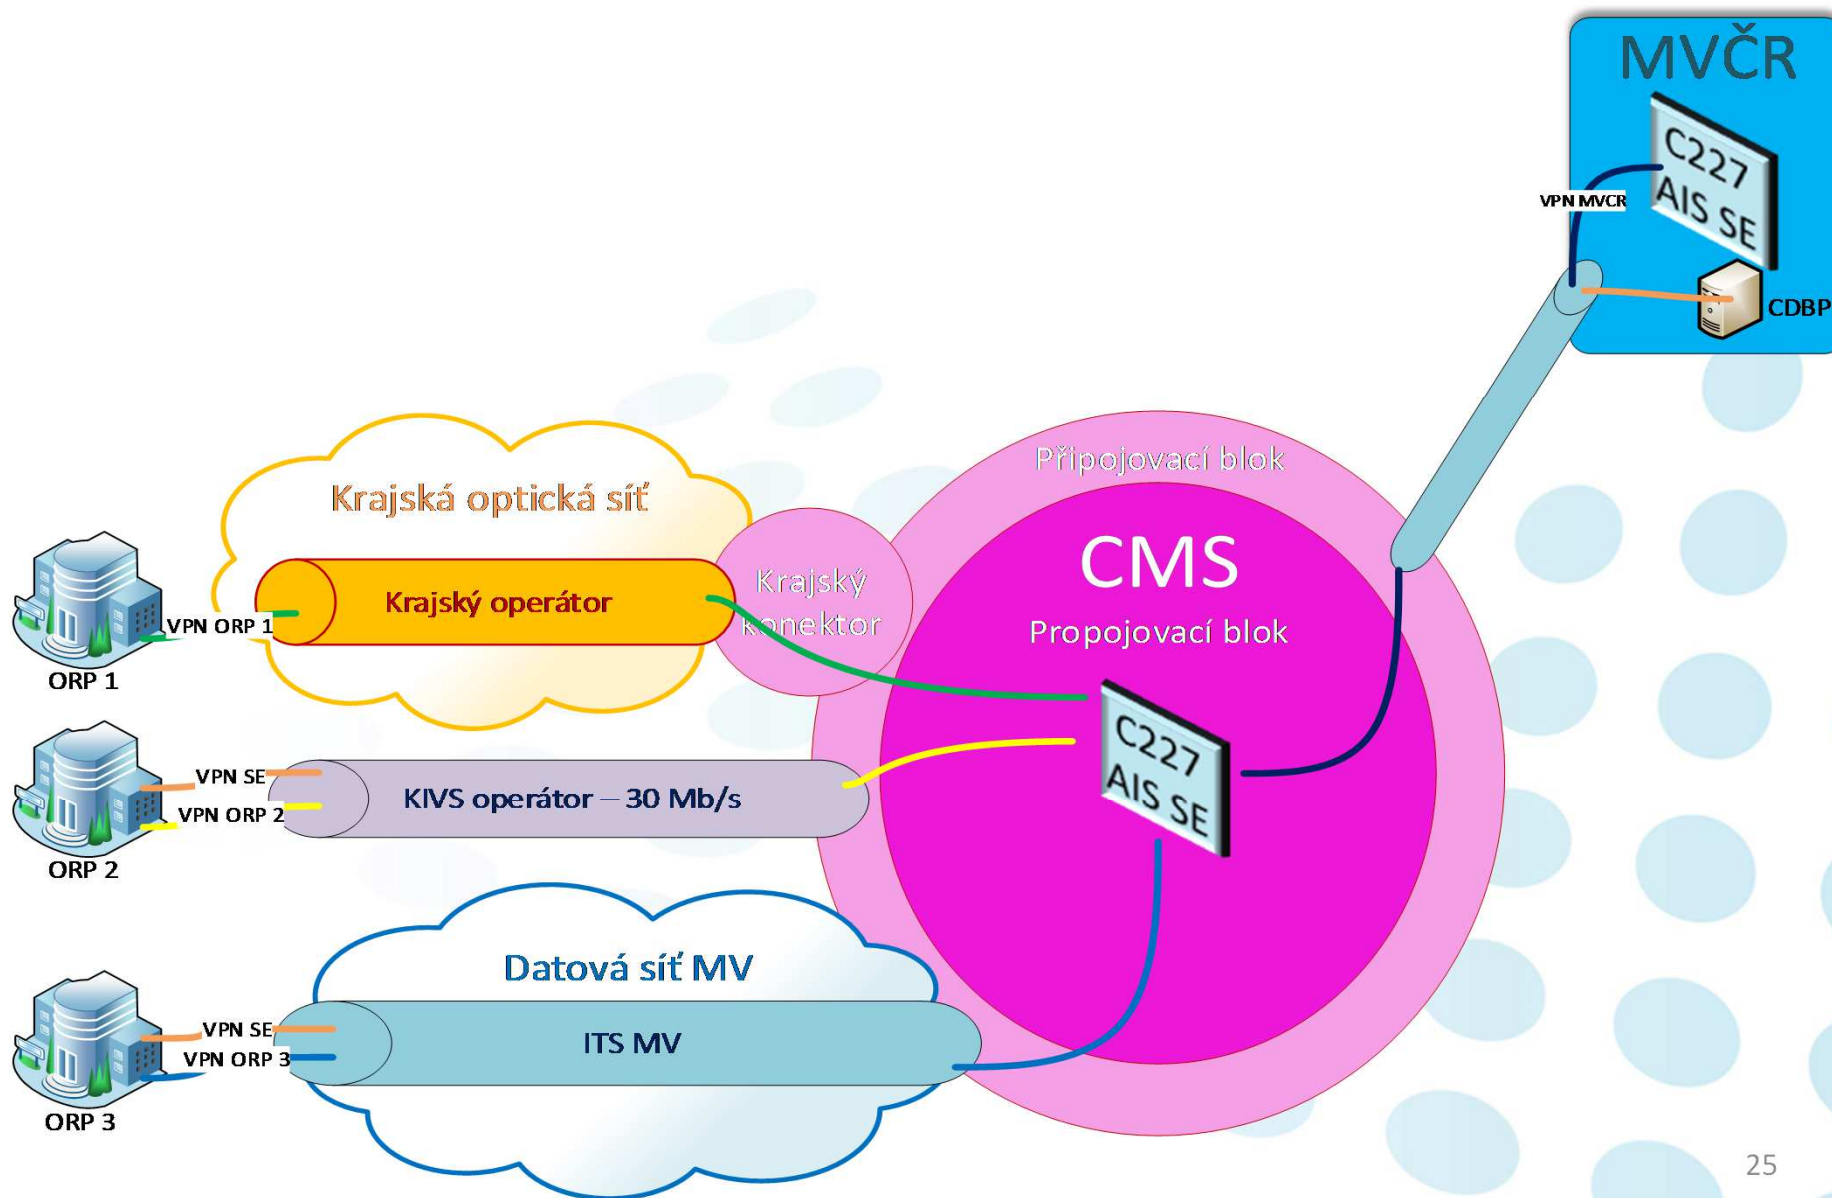 MVČR
C227
AIS SE
VPN MVCR
CDBP
Připojovací blok
Krajská optická síť
CMS
Propojovací blok
Krajský
konektor
Krajský operátor
VPN ORP 1
ORP 1
C227
AIS SE
VPN SE
KIVS operátor – 30 Mb/s
VPN ORP 2
ORP 2
Datová síť MV
VPN SE
ITS MV
VPN ORP 3
ORP 3
25